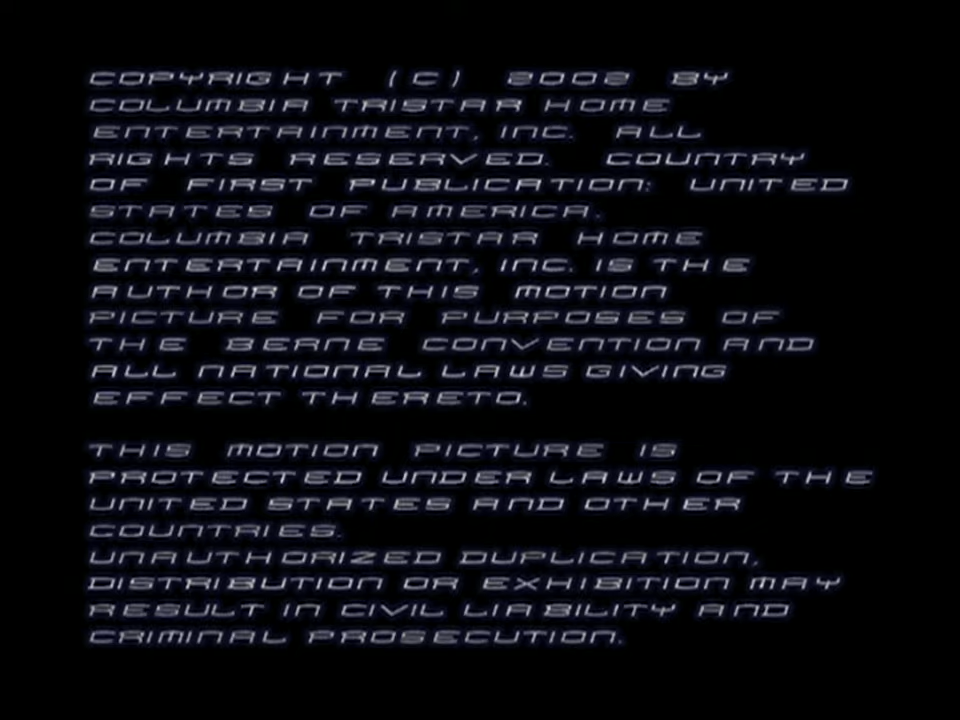 COPYRIGHT (C) 2002 BY
COLUMBIA TRISTAR HOME
ENTERTAINMENT, INC. ALL
RIGHTS RESERVED. COUNTRY
OF FIRST PUBLICATION: UNITED
STATES OF AMERICA.
COLUMBIA TRISTAR HOME
ENTERTAINMENT, INC. IS THE
AUTHOR OF THIS MOTION
PICTURE FOR PURPOSES OF
THE BERNE CONVENTION AND
ALL NATIONAL LAWS GIVING
EFFECT THERETO.
THIS MOTION PICTURE IS
PROTECTED UNDER LAWS OF THE
UNITED STATES AND OTHER
COUNTRIES.
UNAUTHORIZED DUPLICATION,
DISTRIBUTION OR EXHIBITION MAY
RESULT IN CIVIL LIABILITY AND
CRIMINAL PROSECUTION.